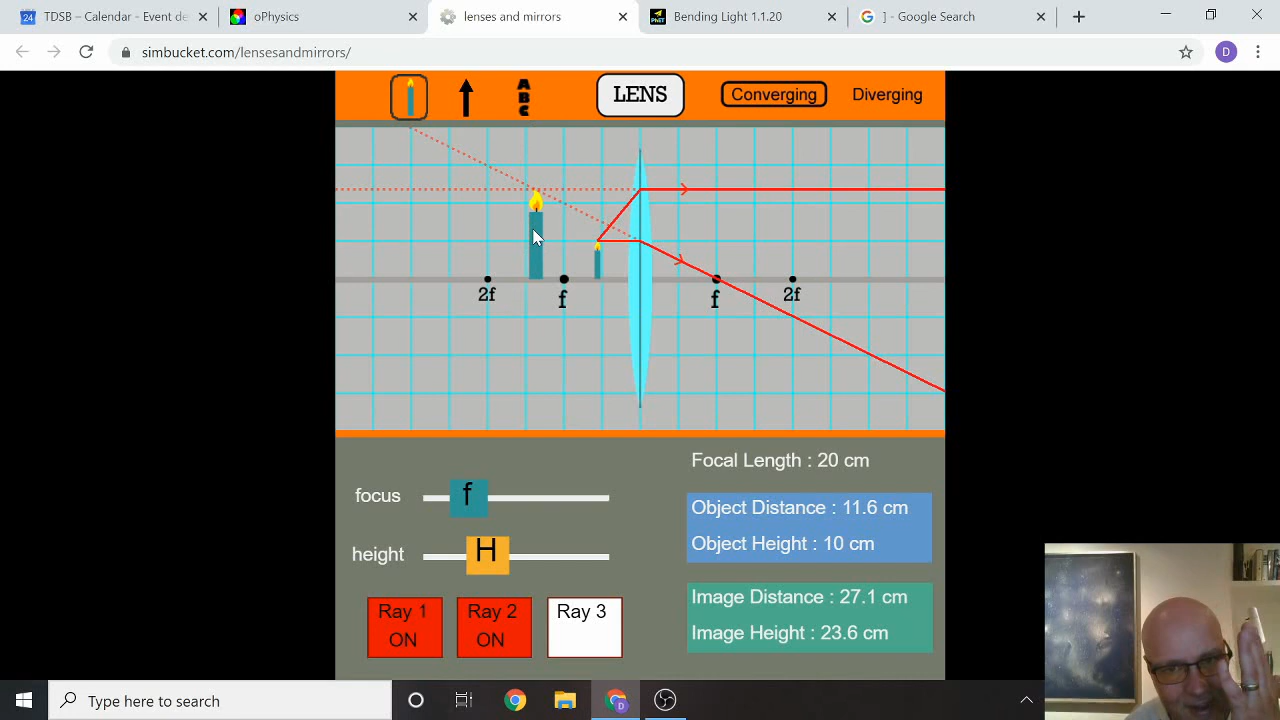 24 TDSB – Calendar - Event de
oPhysics
lenses and mirrors
PhET Bending Light 1.1.20
] - Google Search
simbucket.com/lensesandmirrors/
D
A
B
C
LENS
Converging
Diverging
2f
f
f
2f
focus
f
height
H
Ray 1
ON
Ray 2
ON
Ray 3
Focal Length : 20 cm
Object Distance : 11.6 cm
Object Height : 10 cm
Image Distance : 27.1 cm
Image Height : 23.6 cm
Type here to search
D